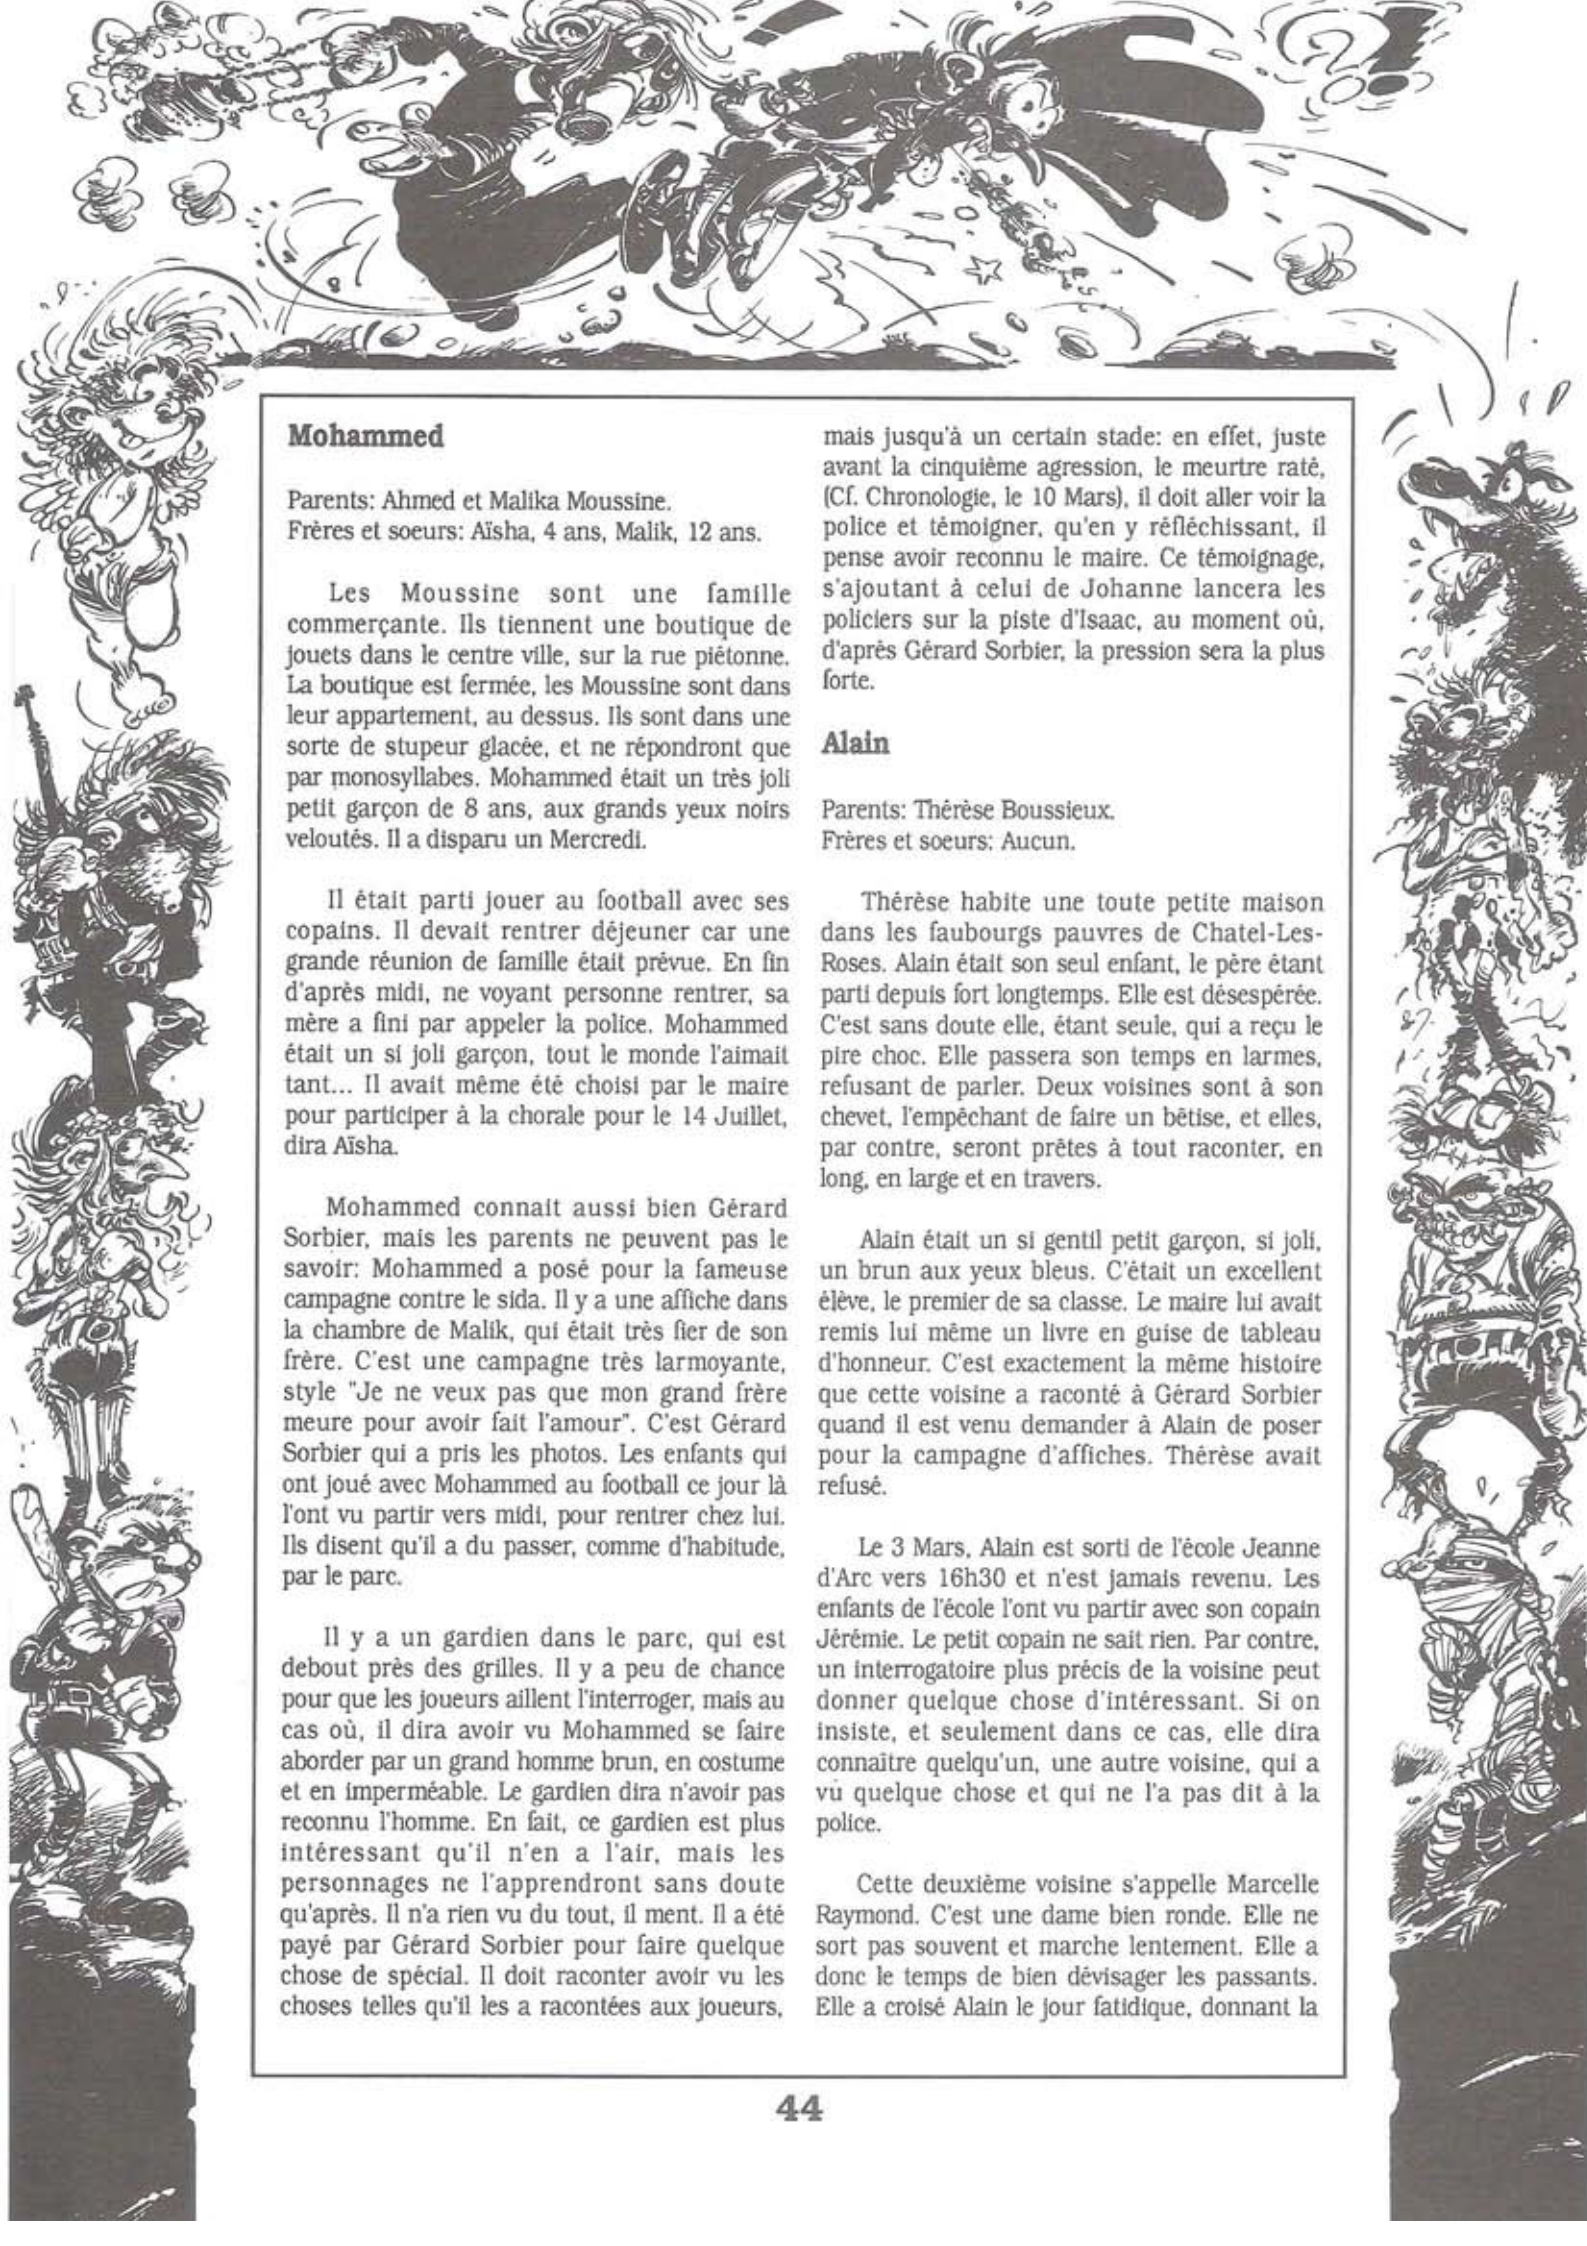 Mohammed
Parents: Ahmed et Malika Moussine.
Frères et soeurs: Aïsha, 4 ans, Malik, 12 ans.
Les Moussine sont une famille
commerçante. Ils tiennent une boutique de
jouets dans le centre ville, sur la rue piétonne.
La boutique est fermée, les Moussine sont dans
leur appartement, au dessus. Ils sont dans une
sorte de stupeur glacée, et ne répondront que
par monosyllabes. Mohammed était un très joli
petit garçon de 8 ans, aux grands yeux noirs
veloutés. Il a disparu un Mercredi.
Il était parti jouer au football avec ses
copains. Il devait rentrer déjeuner car une
grande réunion de famille était prévue. En fin
d'après midi, ne voyant personne rentrer, sa
mère a fini par appeler la police. Mohammed
était un si joli garçon, tout le monde l'aimait
tant... Il avait même été choisi par le maire
pour participer à la chorale pour le 14 Juillet,
dira Aïsha.
Mohammed connait aussi bien Gérard
Sorbier, mais les parents ne peuvent pas le
savoir: Mohammed a posé pour la fameuse
campagne contre le sida. Il y a une affiche dans
la chambre de Malik, qui était très fier de son
frère. C'est une campagne très larmoyante,
style "Je ne veux pas que mon grand frère
meure pour avoir fait l'amour". C'est Gérard
Sorbier qui a pris les photos. Les enfants qui
ont joué avec Mohammed au football ce jour là
l'ont vu partir vers midi, pour rentrer chez lui.
Ils disent qu'il a du passer, comme d'habitude,
par le parc.
Il y a un gardien dans le parc, qui est
debout près des grilles. Il y a peu de chance
pour que les joueurs aillent l'interroger, mais au
cas où, il dira avoir vu Mohammed se faire
aborder par un grand homme brun, en costume
et en imperméable. Le gardien dira n'avoir pas
reconnu l'homme. En fait, ce gardien est plus
intéressant qu'il n'en a l'air, mais les
personnages ne l'apprendront sans doute
qu'après. Il n'a rien vu du tout, il ment. Il a été
payé par Gérard Sorbier pour faire quelque
chose de spécial. Il doit raconter avoir vu les
choses telles qu'il les a racontées aux joueurs,
mais jusqu'à un certain stade: en effet, juste
avant la cinquième agression, le meurtre raté,
(Cf. Chronologie, le 10 Mars), il doit aller voir la
police et témoigner, qu'en y réfléchissant, il
pense avoir reconnu le maire. Ce témoignage,
s'ajoutant à celui de Johanne lancera les
policiers sur la piste d'Isaac, au moment où,
d'après Gérard Sorbier, la pression sera la plus
forte.
Alain
Parents: Thérèse Boussieux.
Frères et soeurs: Aucun.
Thérèse habite une toute petite maison
dans les faubourgs pauvres de Chatel-Les-
Roses. Alain était son seul enfant, le père étant
parti depuis fort longtemps. Elle est désespérée.
C'est sans doute elle, étant seule, qui a reçu le
pire choc. Elle passera son temps en larmes,
refusant de parler. Deux voisines sont à son
chevet, l'empêchant de faire un bêtise, et elles,
par contre, seront prêtes à tout raconter, en
long, en large et en travers.
Alain était un si gentil petit garçon, si joli,
un brun aux yeux bleus. C'était un excellent
élève, le premier de sa classe. Le maire lui avait
remis lui même un livre en guise de tableau
d'honneur. C'est exactement la même histoire
que cette voisine a raconté à Gérard Sorbier
quand il est venu demander à Alain de poser
pour la campagne d'affiches. Thérèse avait
refusé.
Le 3 Mars, Alain est sorti de l'école Jeanne
d'Arc vers 16h30 et n'est jamais revenu. Les
enfants de l'école l'ont vu partir avec son copain
Jérémie. Le petit copain ne sait rien. Par contre,
un interrogatoire plus précis de la voisine peut
donner quelque chose d'intéressant. Si on
insiste, et seulement dans ce cas, elle dira
connaître quelqu'un, une autre voisine, qui a
vu quelque chose et qui ne l'a pas dit à la
police.
Cette deuxième voisine s'appelle Marcelle
Raymond. C'est une dame bien ronde. Elle ne
sort pas souvent et marche lentement. Elle a
donc le temps de bien dévisager les passants.
Elle a croisé Alain le jour fatidique, donnant la
44